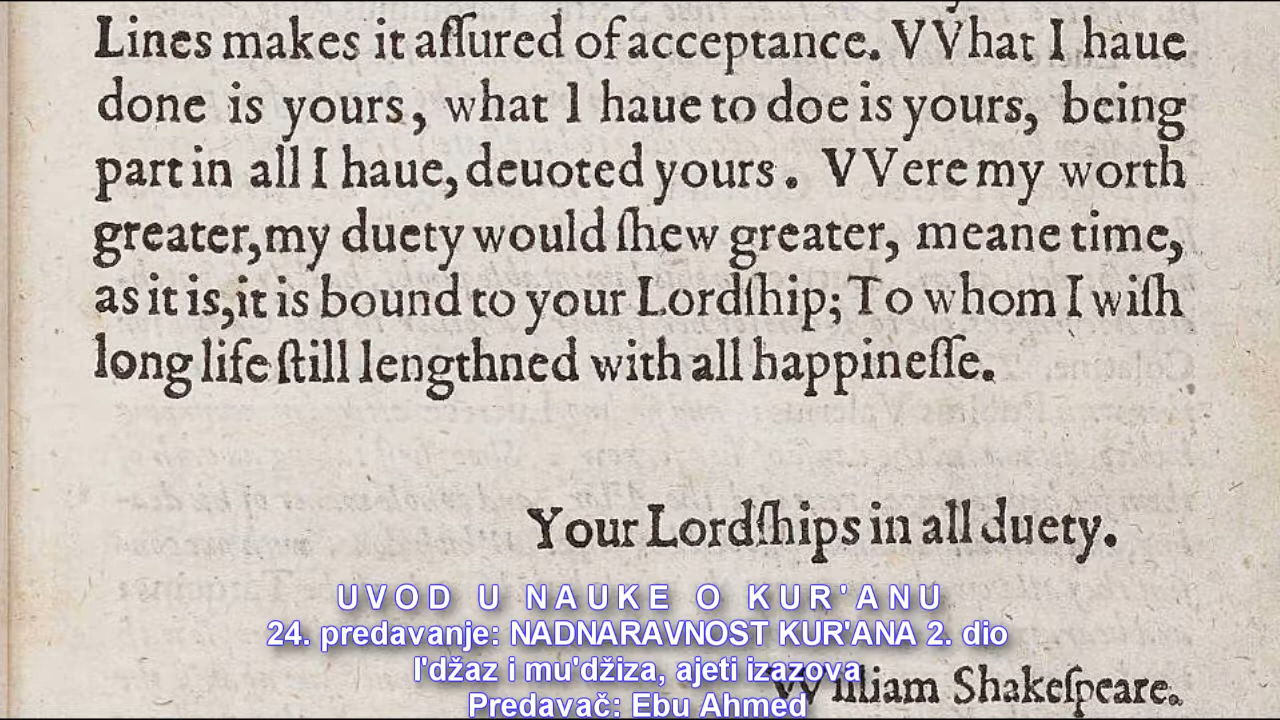 Lines makes it aſſured of acceptance. VVhat I haue
done is yours, what I haue to doe is yours, being
part in all I haue, deuoted yours. VVere my worth
greater, my duety would ſhew greater, meane time,
as it is, it is bound to your Lordſhip; To whom I wiſh
long life ſtill lengthned with all happineſſe.
Your Lordſhips in all duety.
UVOD U NAUKE O KUR'ANU
24. predavanje: NADNARAVNOST KUR'ANA 2. dio
I'džaz i mu'džiza, ajeti izazova
VVilliam Shakeſpeare.
Predavač: Ebu Ahmed